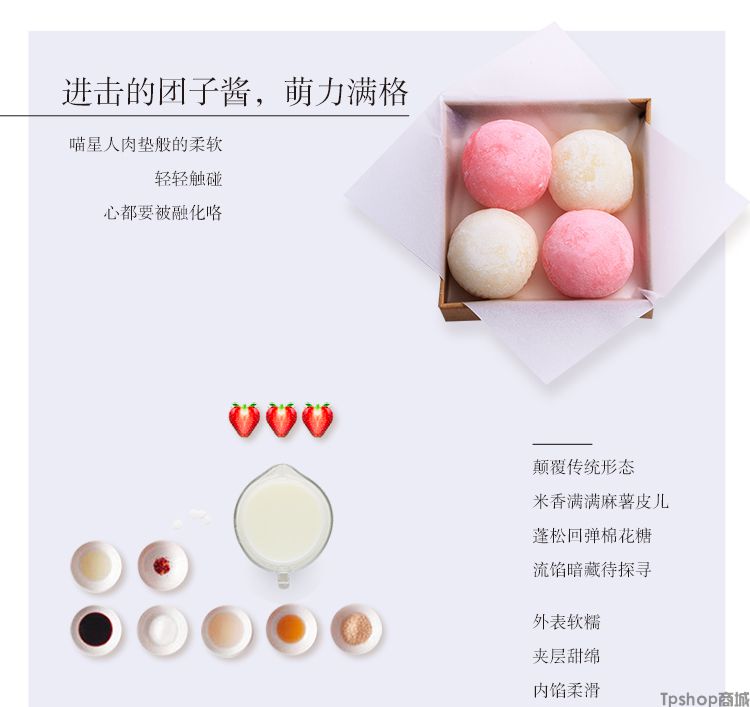 进击的团子酱，萌力满格
喵星人肉垫般的柔软
轻轻触碰
心都要被融化咯
颠覆传统形态
米香满满麻薯皮儿
蓬松回弹棉花糖
流馅暗藏待探寻
外表软糯
夹层甜绵
内馅柔滑
Tpshop商城